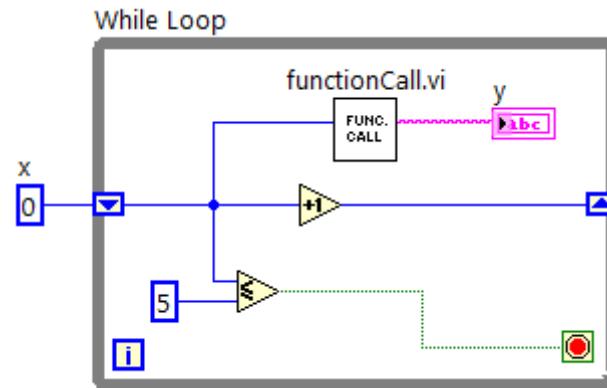 While Loop
functionCall.vi
y
FUNC.
CALL
abc
x
0
+1
≤
5
i